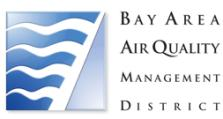 BAY AREA
AIR QUALITY
MANAGEMENT
DISTRICT